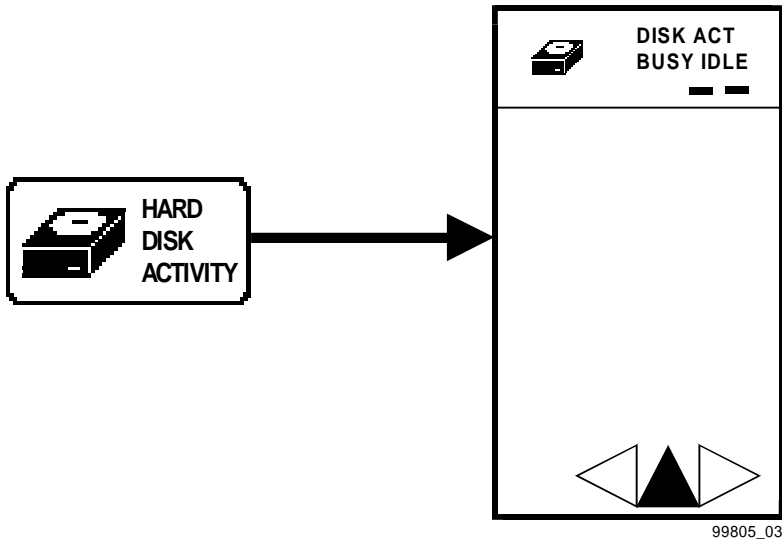 HARD
DISK
ACTIVITY
DISK ACT
BUSY IDLE
99805_03